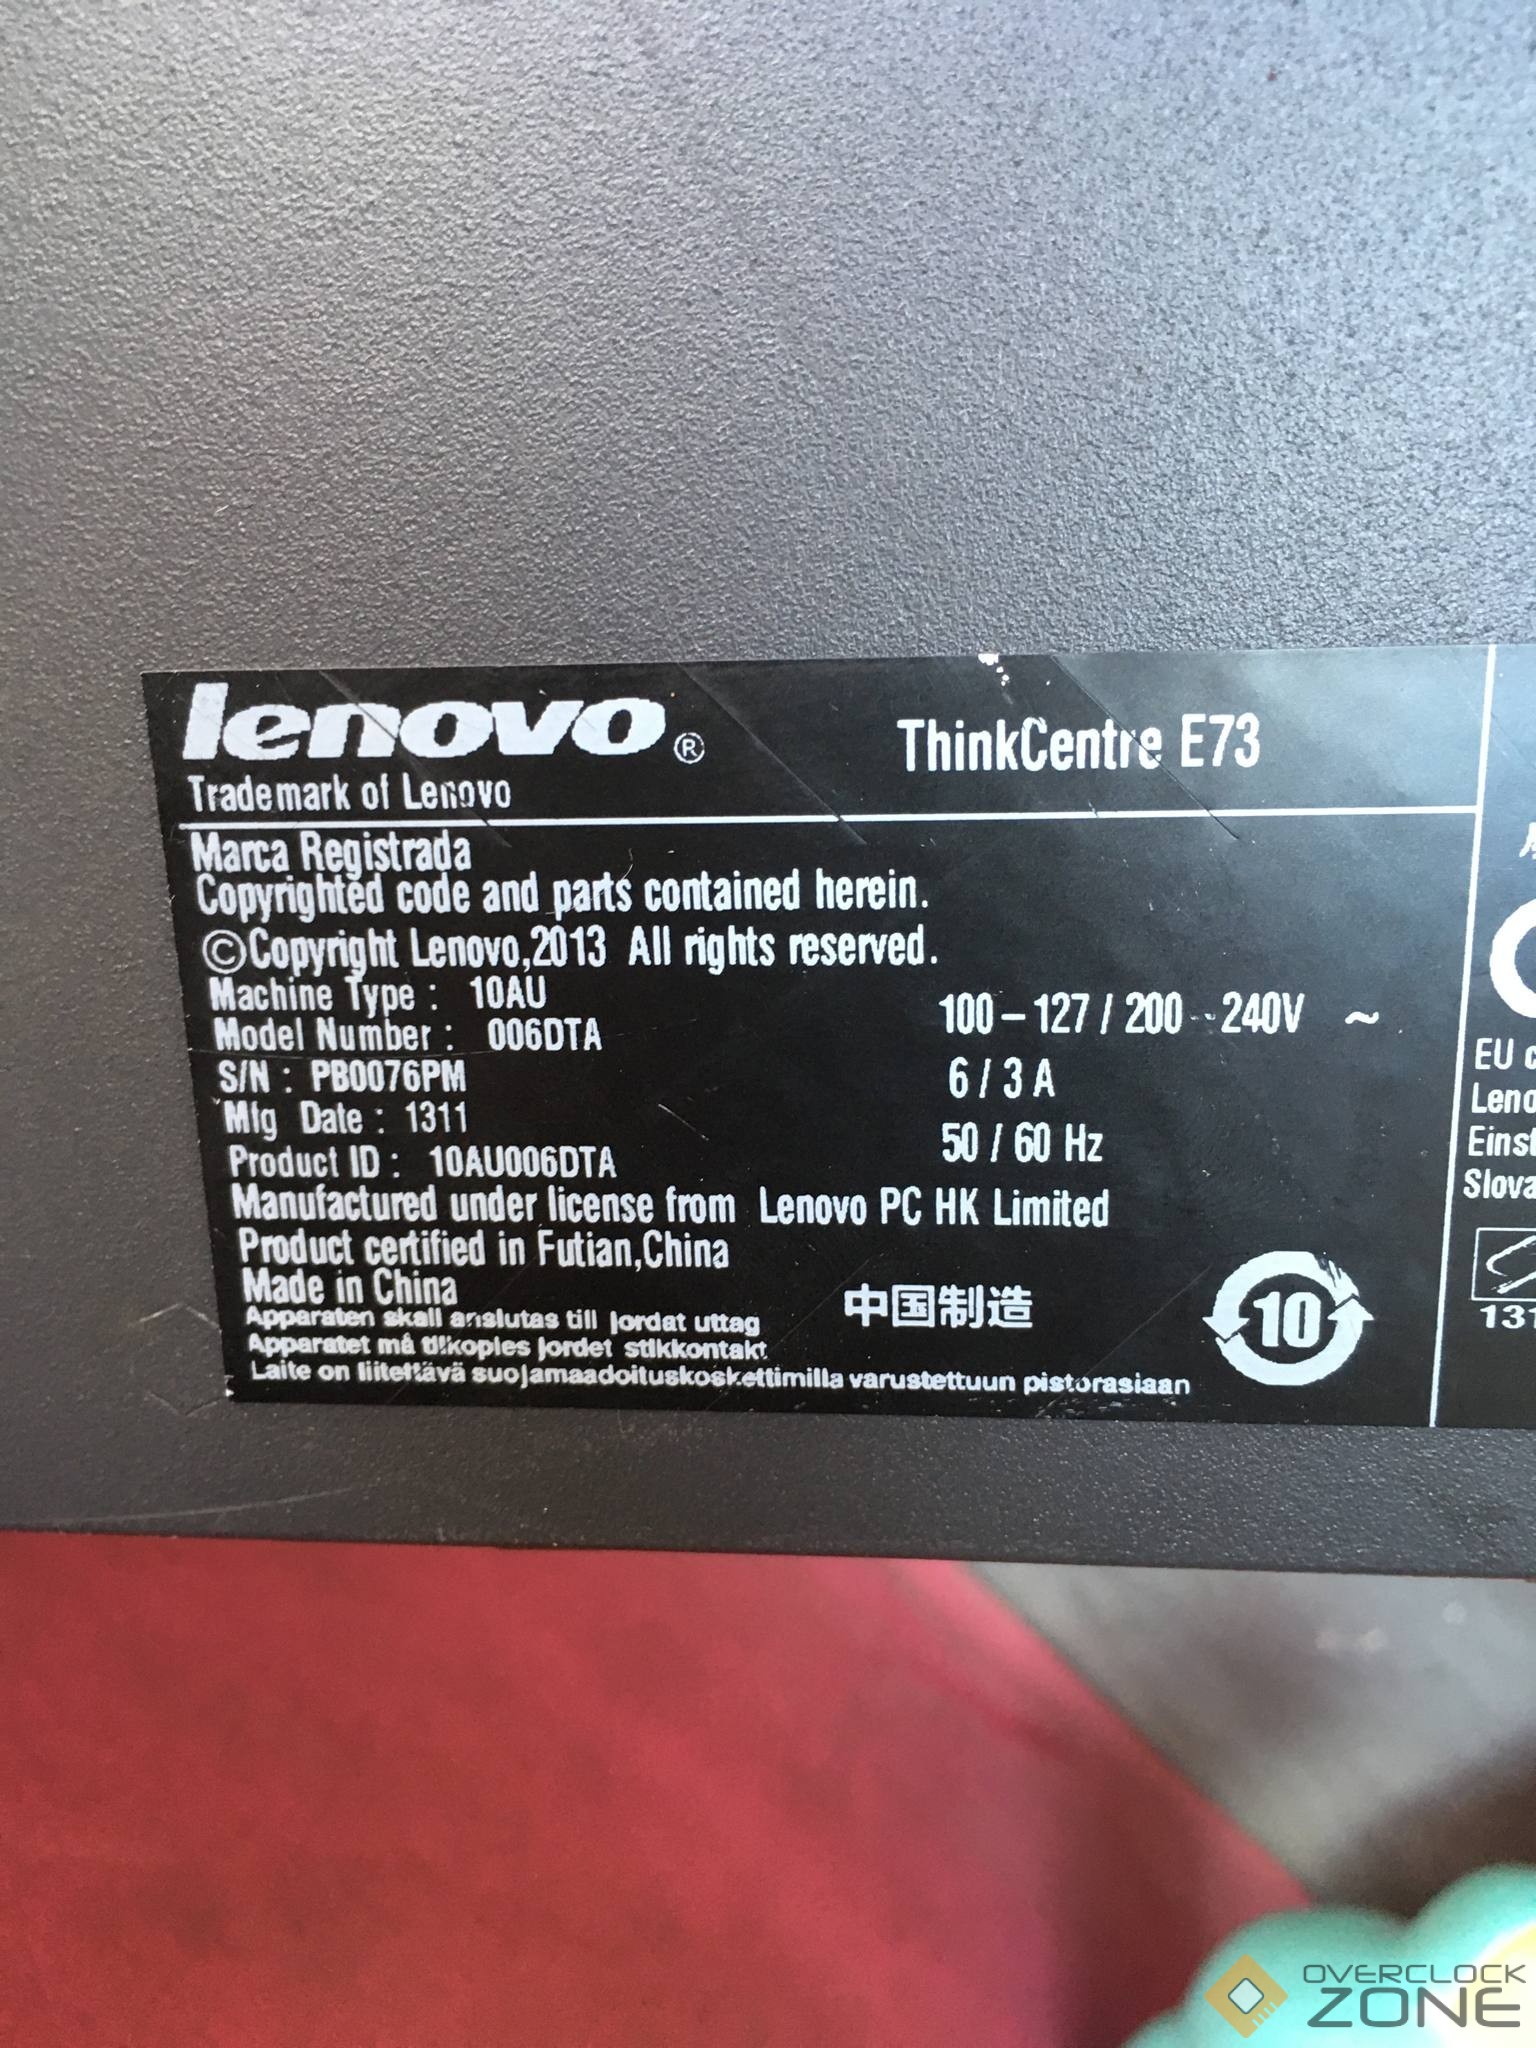 lenovo®
ThinkCentre E73
Trademark of Lenovo
Marca Registrada
Copyrighted code and parts contained herein.
©Copyright Lenovo,2013 All rights reserved.
Machine Type : 10AU
100-127 / 200--240V ~
Model Number : 006DTA
S/N : PB0076PM
6 / 3 A
Mfg Date : 1311
50 / 60 Hz
Product ID : 10AU006DTA
Manufactured under license from Lenovo PC HK Limited
Product certified in Futian,China
Made in China
中国制造
10
Apparaten skall anslutas till jordat uttag
Apparatet må tilkoples jordet stikkontakt
Laite on liitettävä suojamaadoituskoskettimilla varustettuun pistorasiaan
EU
OVERCLOCK
ZONE